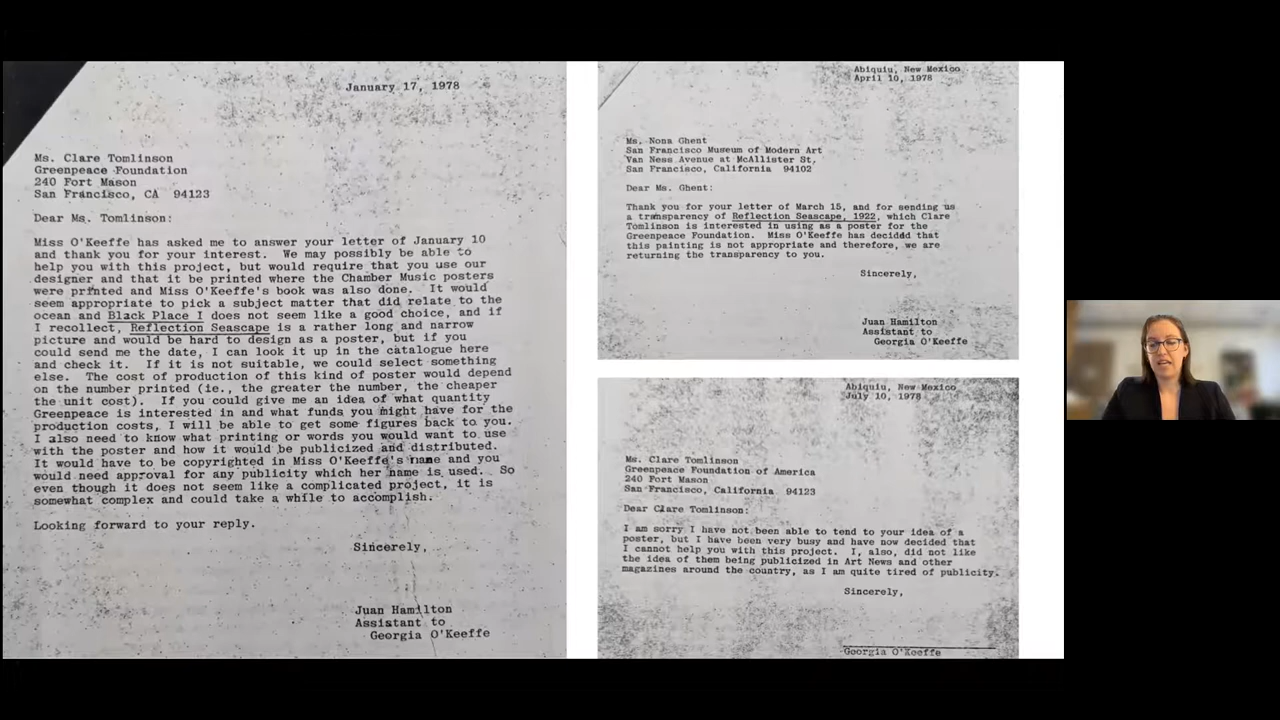 January 17, 1978
Ms. Clare Tomlinson
Greenpeace Foundation
240 Fort Mason
San Francisco, CA 94123
Dear Ms. Tomlinson:
Miss O'Keeffe has asked me to answer your letter of January 10
and thank you for your interest. We may possibly be able to
help you with this project, but would require that you use our
designer and that it be printed where the Chamber Music posters
were printed and Miss O'Keeffe's book was also done. It would
seem appropriate to pick a subject matter that did relate to the
ocean and Black Place I does not seem like a good choice, and if
I recollect, Reflection Seascape is a rather long and narrow
picture and would be hard to design as a poster, but if you
could send me the date, I can look it up in the catalogue here
and check it. If it is not suitable, we could select something
else. The cost of production of this kind of poster would depend
on the number printed (ie., the greater the number, the cheaper
the unit cost). If you could give me an idea of what quantity
Greenpeace is interested in and what funds you might have for the
production costs, I will be able to get some figures back to you.
I also need to know what printing or words you would want to use
with the poster and how it would be publicized and distributed.
It would have to be copyrighted in Miss O'Keeffe's name and you
would need approval for any publicity which her name is used. So
even though it does not seem like a complicated project, it is
somewhat complex and could take a while to accomplish.
Looking forward to your reply.
Sincerely,
Juan Hamilton
Assistant to
Georgia O'Keeffe
Abiquiu, New Mexico
April 10, 1978
Ms. Nona Ghent
San Francisco Museum of Modern Art
Van Ness Avenue at McAllister St.
San Francisco, California 94102
Dear Ms. Ghent:
Thank you for your letter of March 15, and for sending us
a transparency of Reflection Seascape, 1922, which Clare
Tomlinson is interested in using as a poster for the
Greenpeace Foundation. Miss O'Keeffe has decided that
this painting is not appropriate and therefore, we are
returning the transparency to you.
Sincerely,
Juan Hamilton
Assistant to
Georgia O'Keeffe
Abiquiu, New Mexico
July 10, 1978
Ms. Clare Tomlinson
Greenpeace Foundation of America
240 Fort Mason
San Francisco, California 94123
Dear Clare Tomlinson:
I am sorry I have not been able to tend to your idea of a
poster, but I have been very busy and have now decided that
I cannot help you with this project. I, also, did not like
the idea of them being publicized in Art News and other
magazines around the country, as I am quite tired of publicity.
Sincerely,
Georgia O'Keeffe